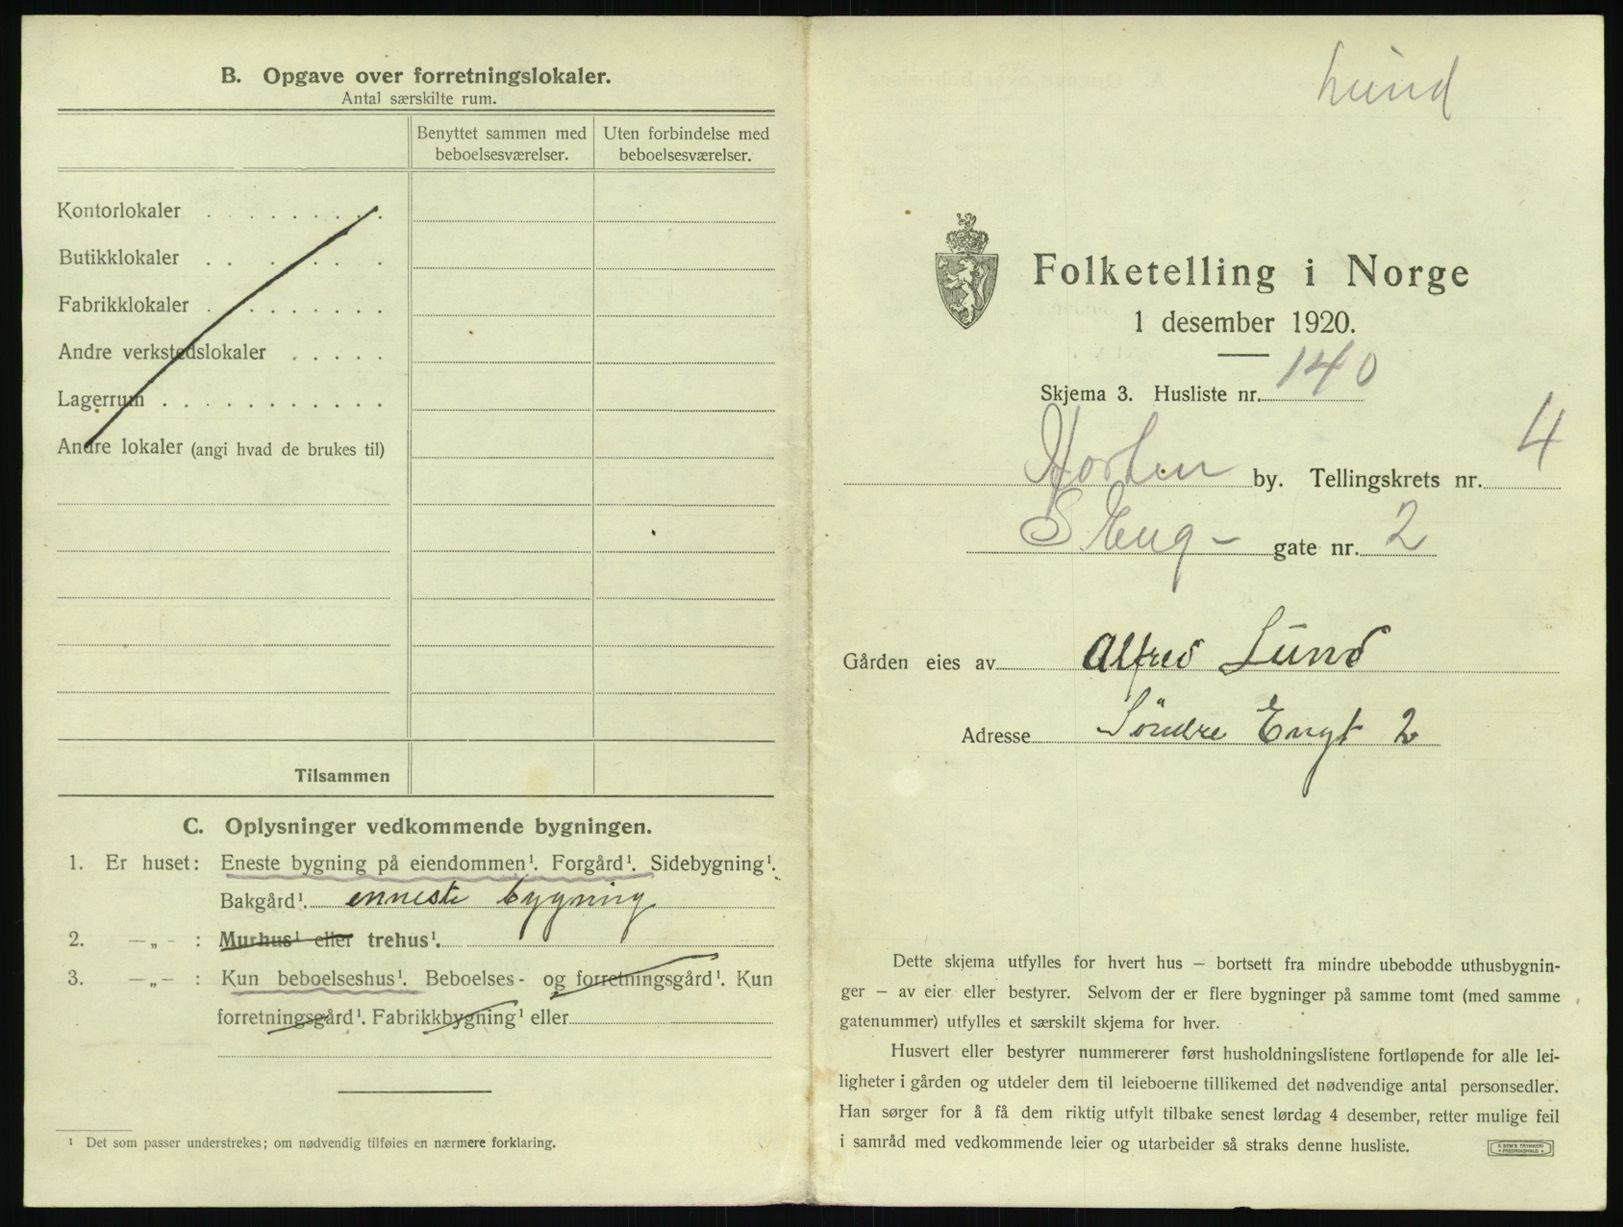 B. Opgave over forretningslokaler.
Antal særskilte rum.
Benyttet sammen med beboelsesværelser.
Uten forbindelse med beboelsesværelser.
Kontorlokaler
Butikklokaler
Fabrikklokaler
Andre verkstedslokaler
Lagerrum
Andre lokaler (angi hvad de brukes til)
Tilsammen
C. Oplysninger vedkommende bygningen.
1. Er huset: Eneste bygning på eiendommen¹. Forgård¹. Sidebygning¹.
Bakgård¹. enneste bygning
2. —„— : Murhus¹ eller trehus¹.
3. —„— : Kun beboelseshus¹. Beboelses- og forretningsgård¹. Kun
forretningsgård¹. Fabrikkbygning¹ eller
¹ Det som passer understrekes; om nødvendig tilføies en nærmere forklaring.
Lund
Folketelling i Norge
1 desember 1920.
Skjema 3. Husliste nr. 140
Horten by. Tellingskrets nr. 4
S Eng- gate nr. 2
Gården eies av Alfred Lund
Adresse Söndre Engt 2
Dette skjema utfylles for hvert hus — bortsett fra mindre ubebodde uthusbygnin-
ger — av eier eller bestyrer. Selvom der er flere bygninger på samme tomt (med samme
gatenummer) utfylles et særskilt skjema for hver.
Husvert eller bestyrer nummererer først husholdningslistene fortløpende for alle lei-
ligheter i gården og utdeler dem til leieboerne tillikemed det nødvendige antal personsedler.
Han sørger for å få dem riktig utfylt tilbake senest lørdag 4 desember, retter mulige feil
i samråd med vedkommende leier og utarbeider så straks denne husliste.